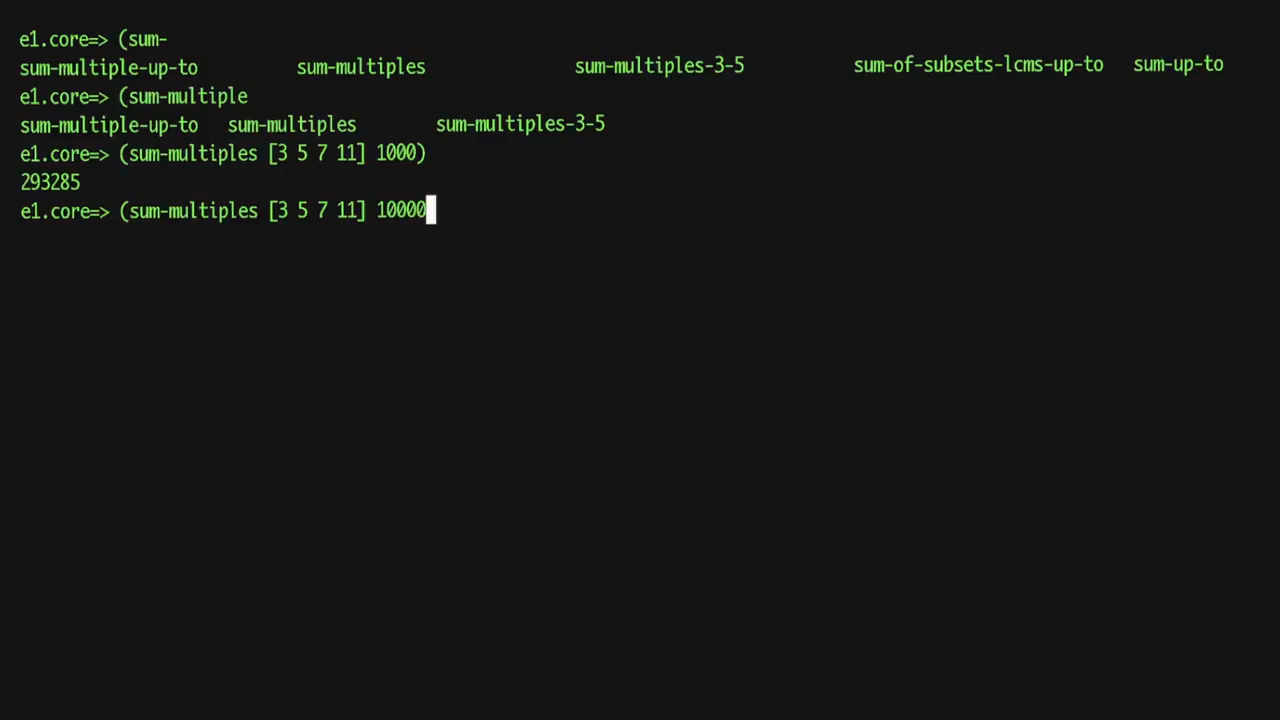 e1.core=> (sum-
sum-multiple-up-to sum-multiples sum-multiples-3-5 sum-of-subsets-lcms-up-to sum-up-to
e1.core=> (sum-multiple
sum-multiple-up-to sum-multiples sum-multiples-3-5
e1.core=> (sum-multiples [3 5 7 11] 1000)
293285
e1.core=> (sum-multiples [3 5 7 11] 10000